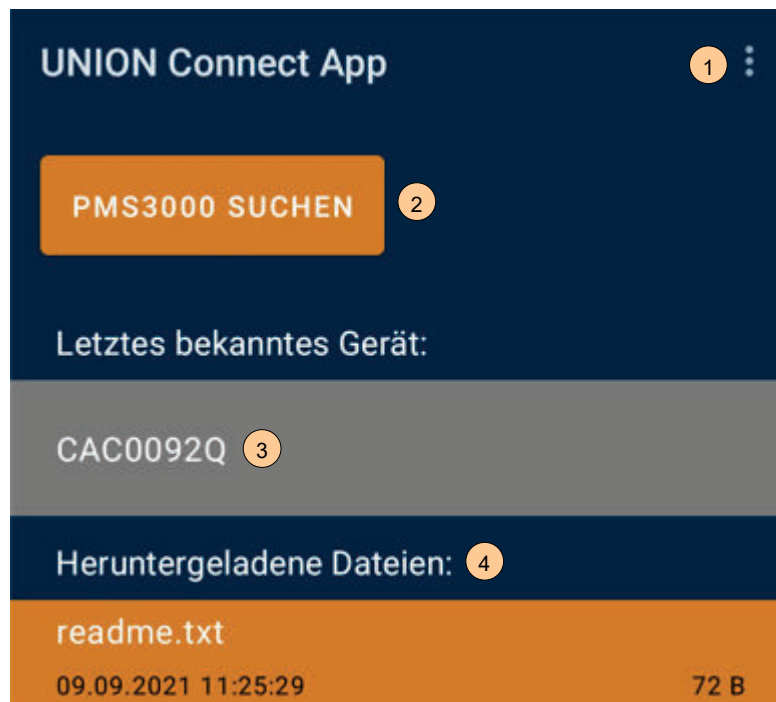 UNION Connect App 1
PMS3000 SUCHEN 2
Letztes bekanntes Gerät:
CAC0092Q 3
Heruntergeladene Dateien: 4
readme.txt
09.09.2021 11:25:29 72 B